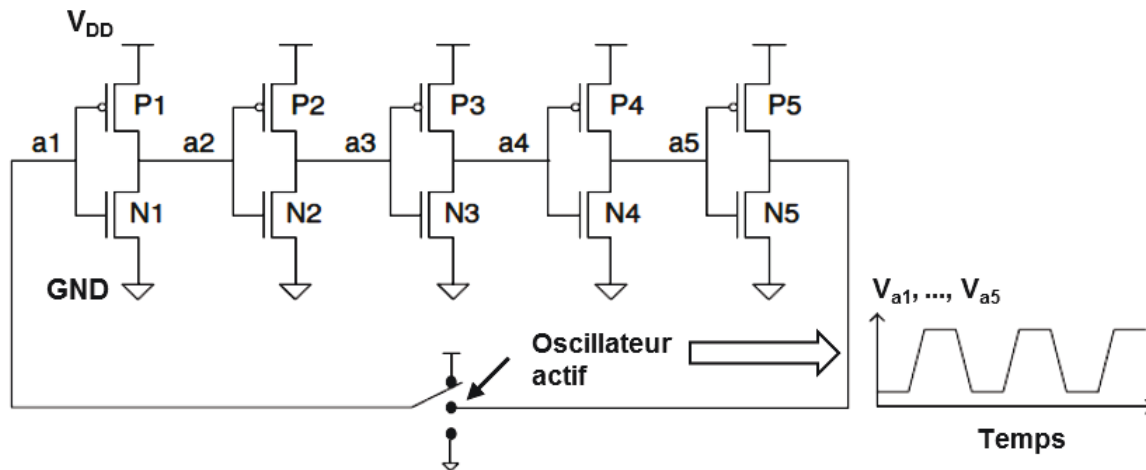 VDD
P1
P2
P3
P4
P5
a1
a2
a3
a4
a5
N1
N2
N3
N4
N5
GND
Oscillateur
actif
Va1, ..., Va5
Temps